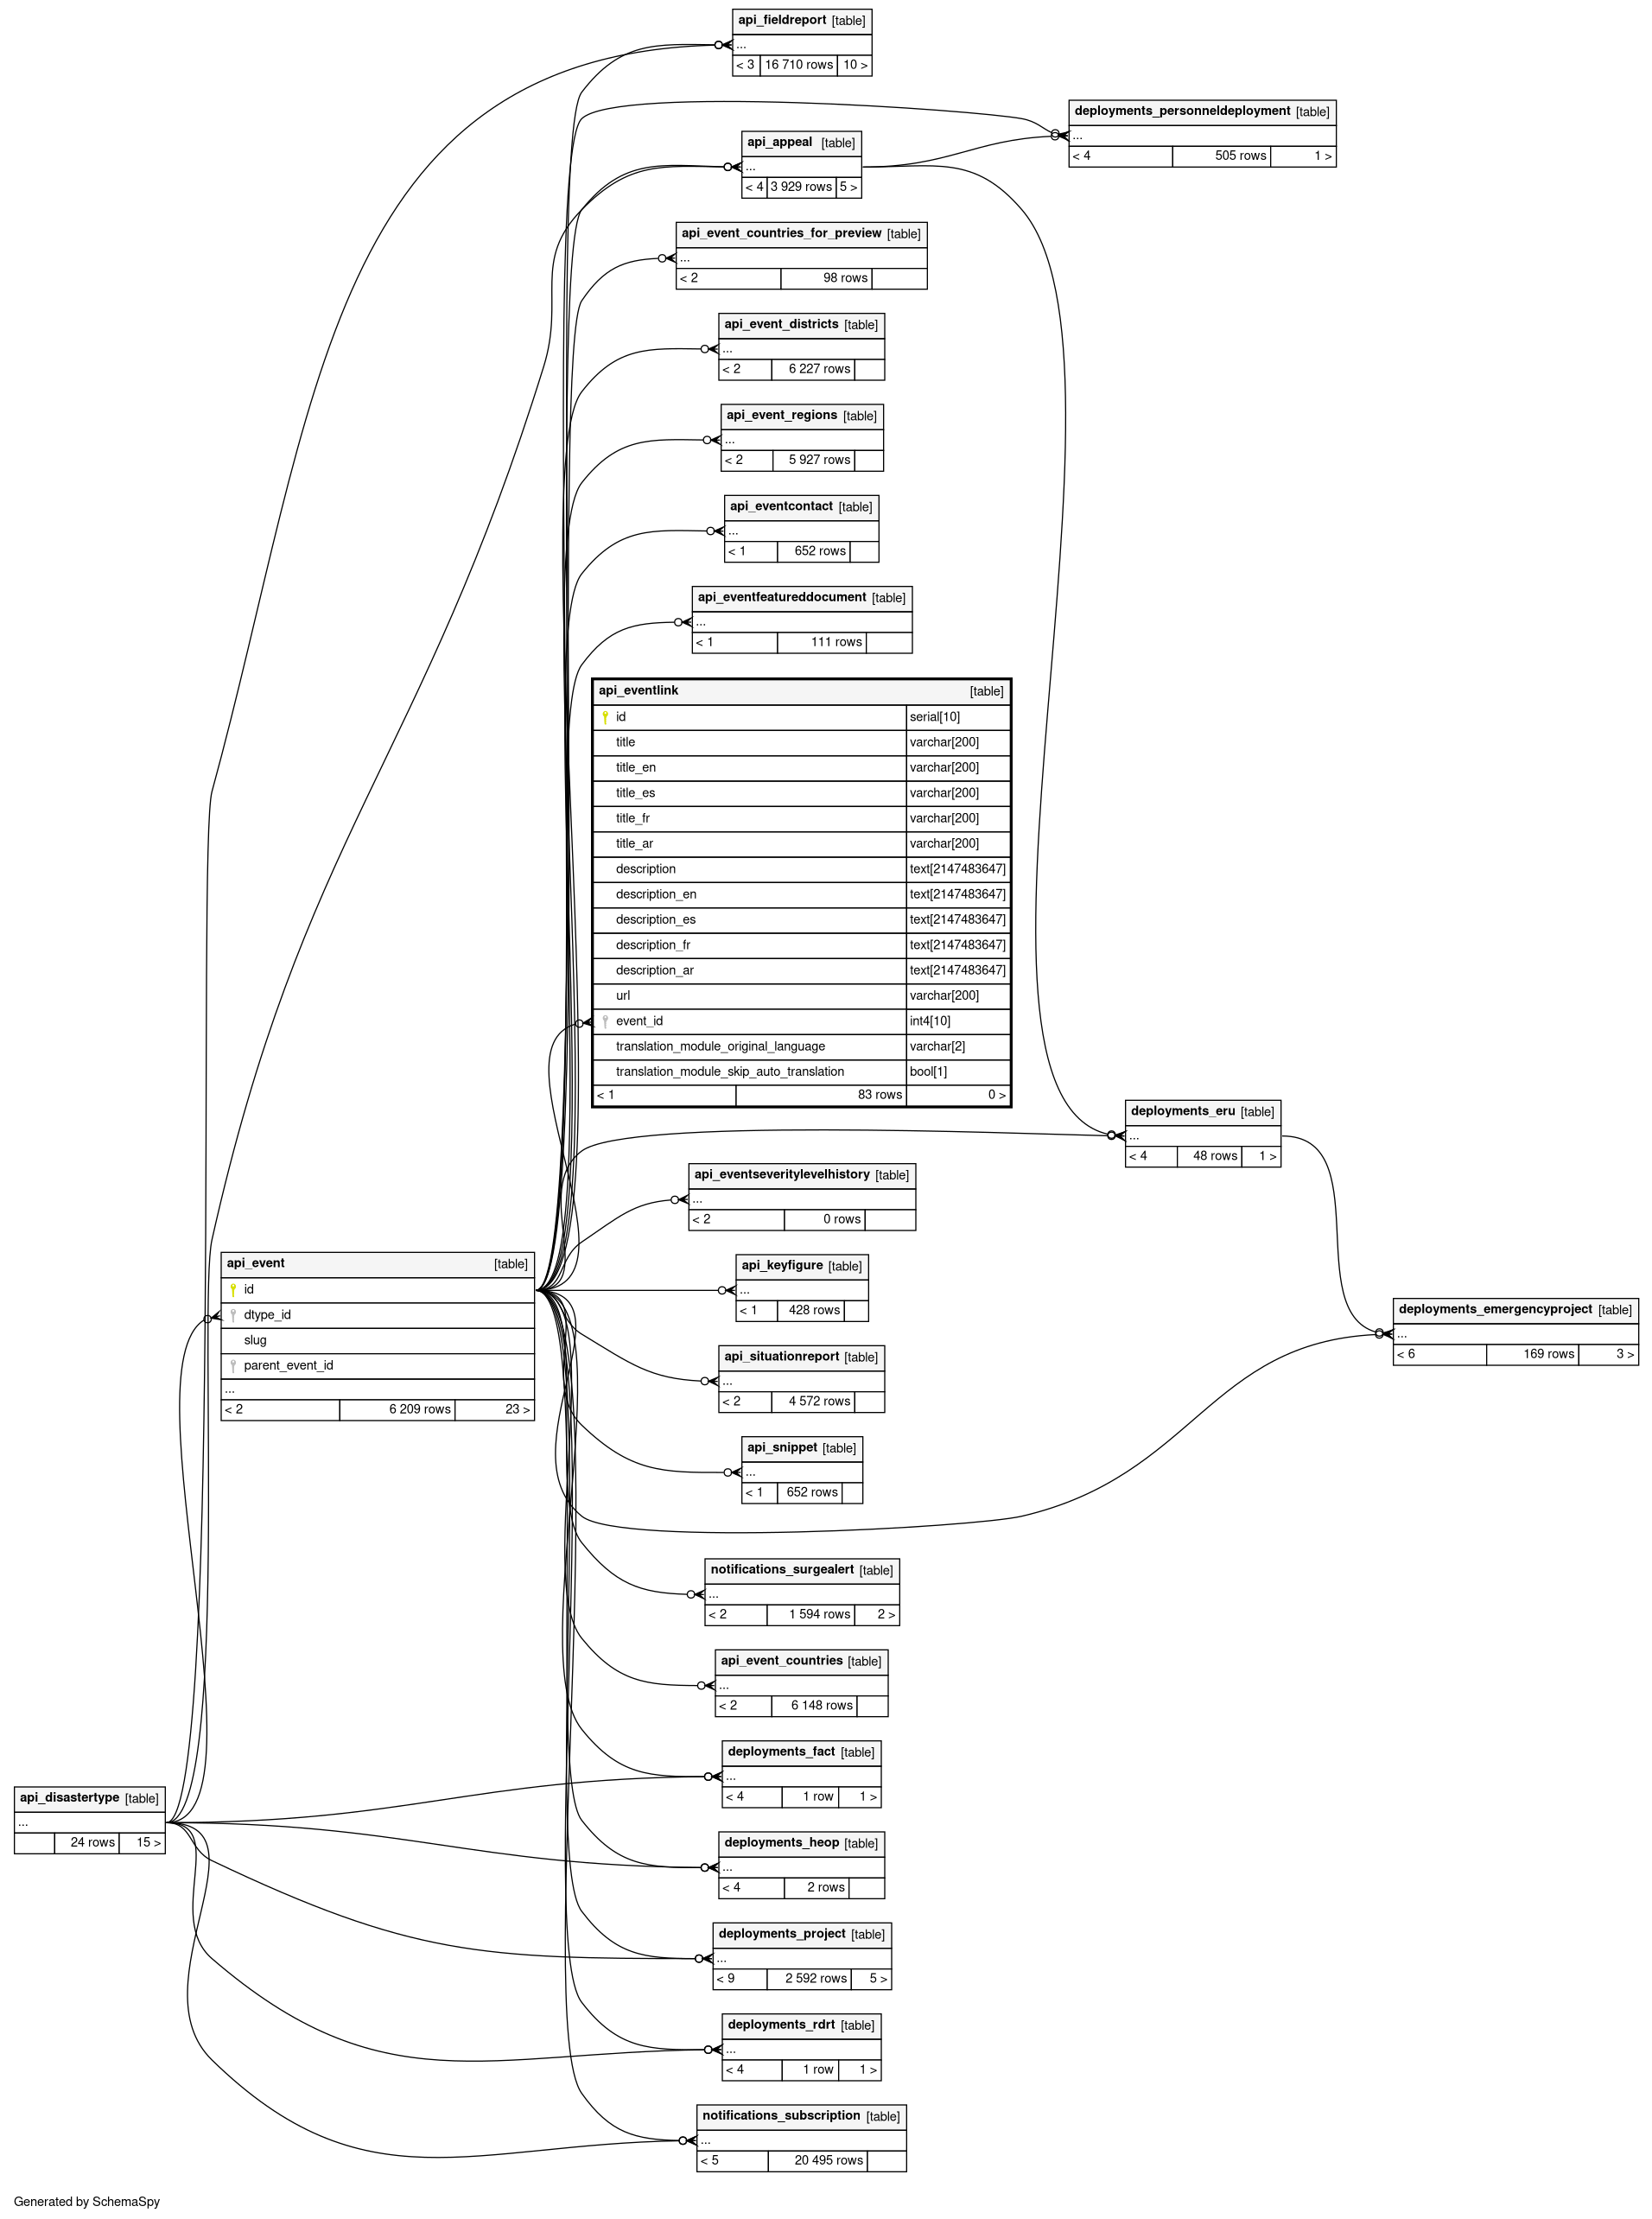 api_fieldreport [table]
...
< 3 16 710 rows 10 >
deployments_personneldeployment [table]
...
< 4 505 rows 1 >
api_appeal [table]
...
< 4 3 929 rows 5 >
api_event_countries_for_preview [table]
...
< 2 98 rows
api_event_districts [table]
...
< 2 6 227 rows
api_event_regions [table]
...
< 2 5 927 rows
api_eventcontact [table]
...
< 1 652 rows
api_eventfeatureddocument [table]
...
< 1 111 rows
api_eventlink [table]
id serial[10]
title varchar[200]
title_en varchar[200]
title_es varchar[200]
title_fr varchar[200]
title_ar varchar[200]
description text[2147483647]
description_en text[2147483647]
description_es text[2147483647]
description_fr text[2147483647]
description_ar text[2147483647]
url varchar[200]
event_id int4[10]
translation_module_original_language varchar[2]
translation_module_skip_auto_translation bool[1]
< 1 83 rows 0 >
deployments_eru [table]
...
< 4 48 rows 1 >
api_eventseveritylevelhistory [table]
...
< 2 0 rows
api_event [table]
id
dtype_id
slug
parent_event_id
...
< 2 6 209 rows 23 >
api_keyfigure [table]
...
< 1 428 rows
deployments_emergencyproject [table]
...
< 6 169 rows 3 >
api_situationreport [table]
...
< 2 4 572 rows
api_snippet [table]
...
< 1 652 rows
notifications_surgealert [table]
...
< 2 1 594 rows 2 >
api_event_countries [table]
...
< 2 6 148 rows
deployments_fact [table]
...
< 4 1 row 1 >
api_disastertype [table]
...
24 rows 15 >
deployments_heop [table]
...
< 4 2 rows
deployments_project [table]
...
< 9 2 592 rows 5 >
deployments_rdrt [table]
...
< 4 1 row 1 >
notifications_subscription [table]
...
< 5 20 495 rows
Generated by SchemaSpy